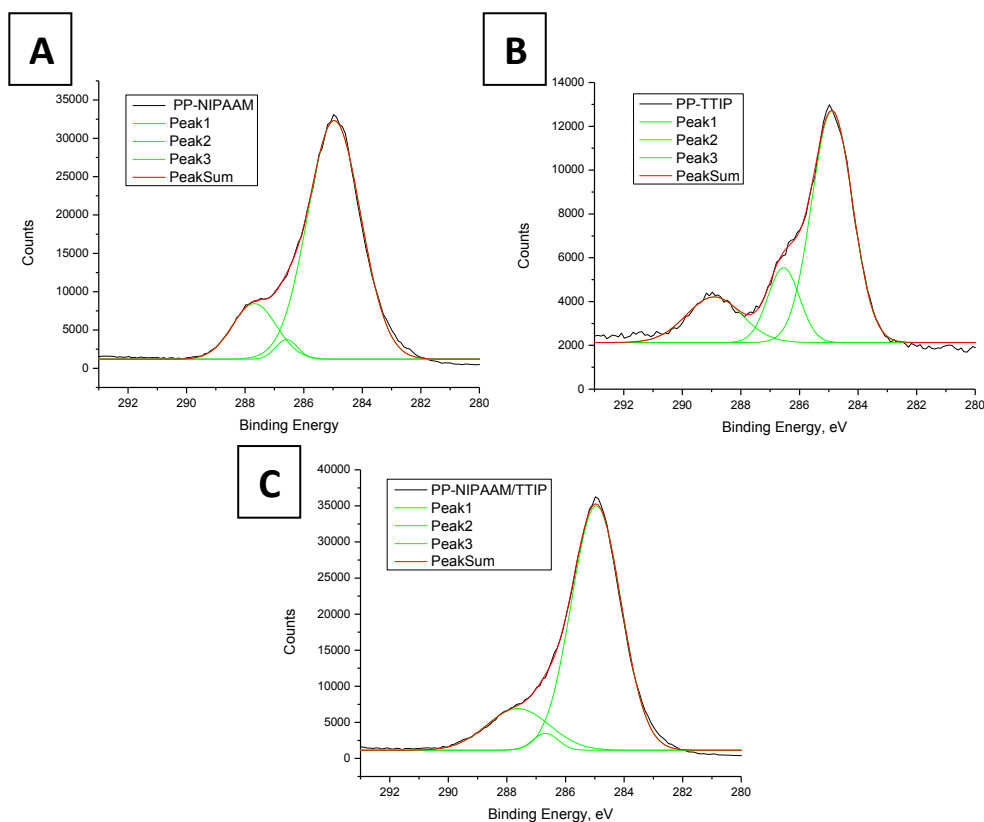 A
PP-NIPAAM
Peak1
Peak2
Peak3
PeakSum
35000
30000
25000
20000
15000
10000
5000
0
Counts
292 290 288 286 284 282 280
Binding Energy
B
PP-TTIP
Peak1
Peak2
Peak3
PeakSum
14000
12000
10000
8000
6000
4000
2000
0
Counts
292 290 288 286 284 282 280
Binding Energy, eV
C
PP-NIPAAM/TTIP
Peak1
Peak2
Peak3
PeakSum
40000
35000
30000
25000
20000
15000
10000
5000
0
Counts
292 290 288 286 284 282 280
Binding Energy, eV